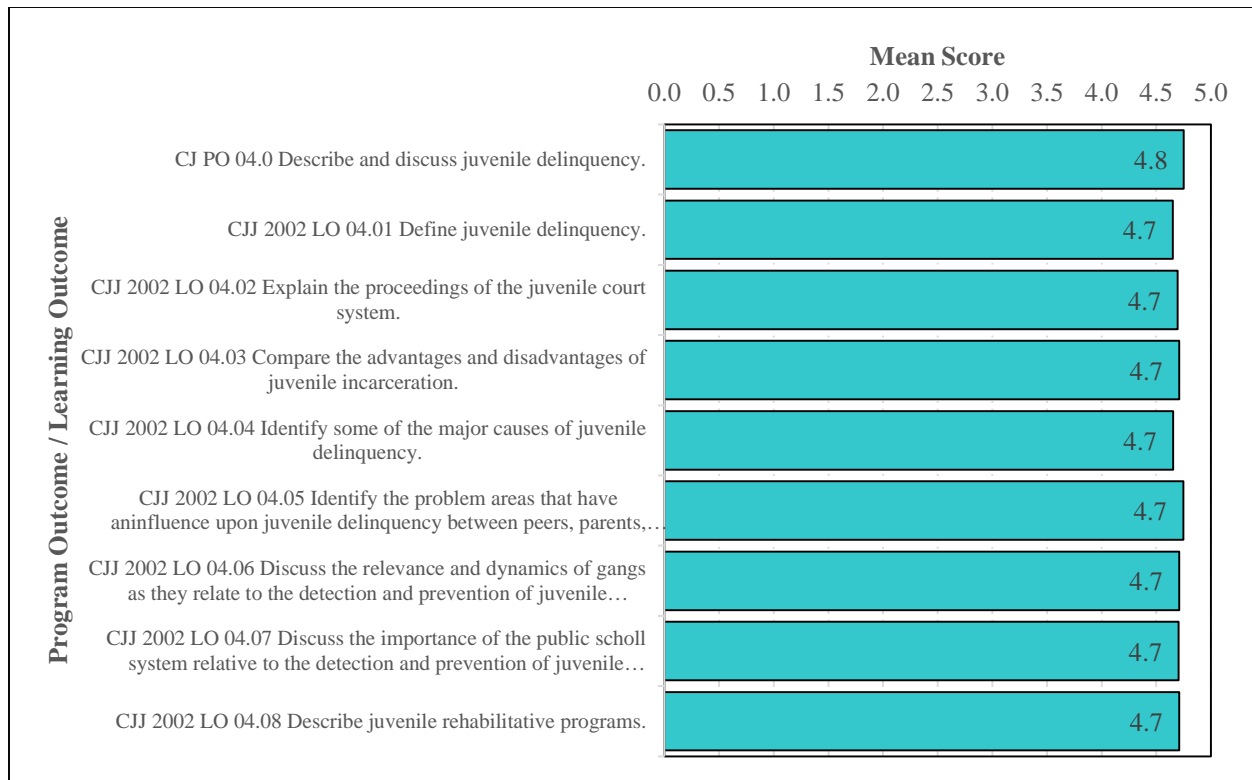 Mean Score
0.0 0.5 1.0 1.5 2.0 2.5 3.0 3.5 4.0 4.5 5.0
Program Outcome / Learning Outcome
CJ PO 04.0 Describe and discuss juvenile delinquency.
4.8
CJJ 2002 LO 04.01 Define juvenile delinquency.
4.7
CJJ 2002 LO 04.02 Explain the proceedings of the juvenile court
system.
4.7
CJJ 2002 LO 04.03 Compare the advantages and disadvantages of
juvenile incarceration.
4.7
CJJ 2002 LO 04.04 Identify some of the major causes of juvenile
delinquency.
4.7
CJJ 2002 LO 04.05 Identify the problem areas that have
aninfluence upon juvenile delinquency between peers, parents,…
4.7
CJJ 2002 LO 04.06 Discuss the relevance and dynamics of gangs
as they relate to the detection and prevention of juvenile…
4.7
CJJ 2002 LO 04.07 Discuss the importance of the public scholl
system relative to the detection and prevention of juvenile…
4.7
CJJ 2002 LO 04.08 Describe juvenile rehabilitative programs.
4.7